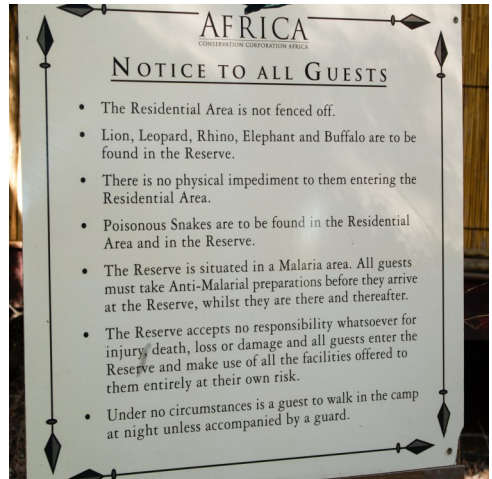 AFRICA
CONSERVATION CORPORATION AFRICA
NOTICE TO ALL GUESTS
• The Residential Area is not fenced off.
• Lion, Leopard, Rhino, Elephant and Buffalo are to be
found in the Reserve.
• There is no physical impediment to them entering the
Residential Area.
• Poisonous Snakes are to be found in the Residential
Area and in the Reserve.
• The Reserve is situated in a Malaria area. All guests
must take Anti-Malarial preparations before they arrive
at the Reserve, whilst they are there and thereafter.
• The Reserve accepts no responsibility whatsoever for
injury, death, loss or damage and all guests enter the
Reserve and make use of all the facilities offered to
them entirely at their own risk.
• Under no circumstances is a guest to walk in the camp
at night unless accompanied by a guard.